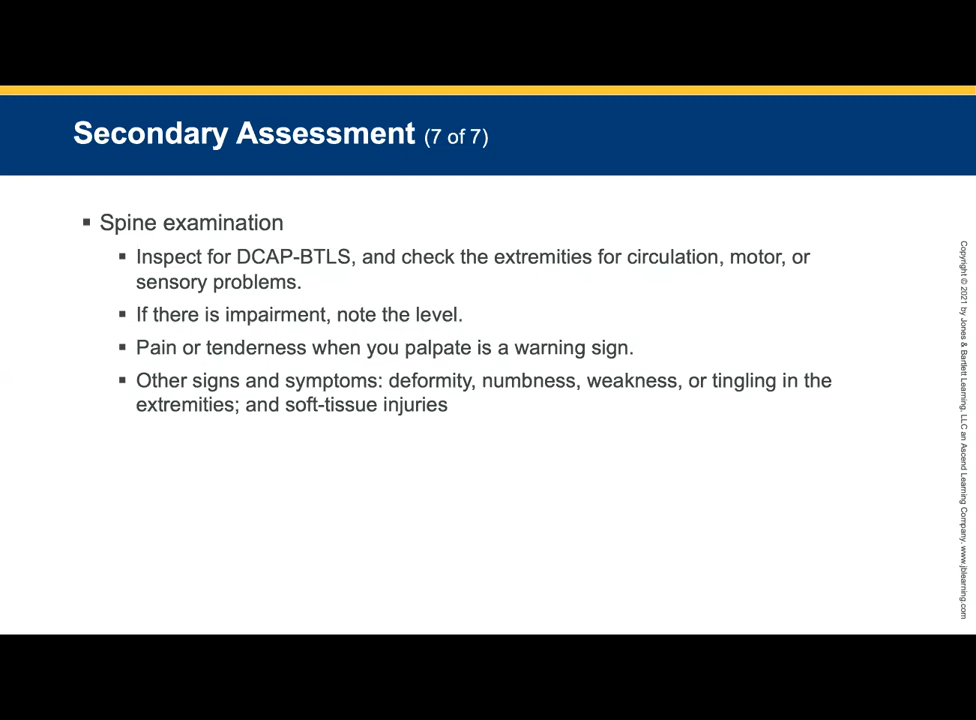 Secondary Assessment (7 of 7)
▪ Spine examination
▪ Inspect for DCAP-BTLS, and check the extremities for circulation, motor, or
sensory problems.
▪ If there is impairment, note the level.
▪ Pain or tenderness when you palpate is a warning sign.
▪ Other signs and symptoms: deformity, numbness, weakness, or tingling in the
extremities; and soft-tissue injuries
Copyright © 2021 by Jones & Bartlett Learning, LLC an Ascend Learning Company. www.jblearning.com